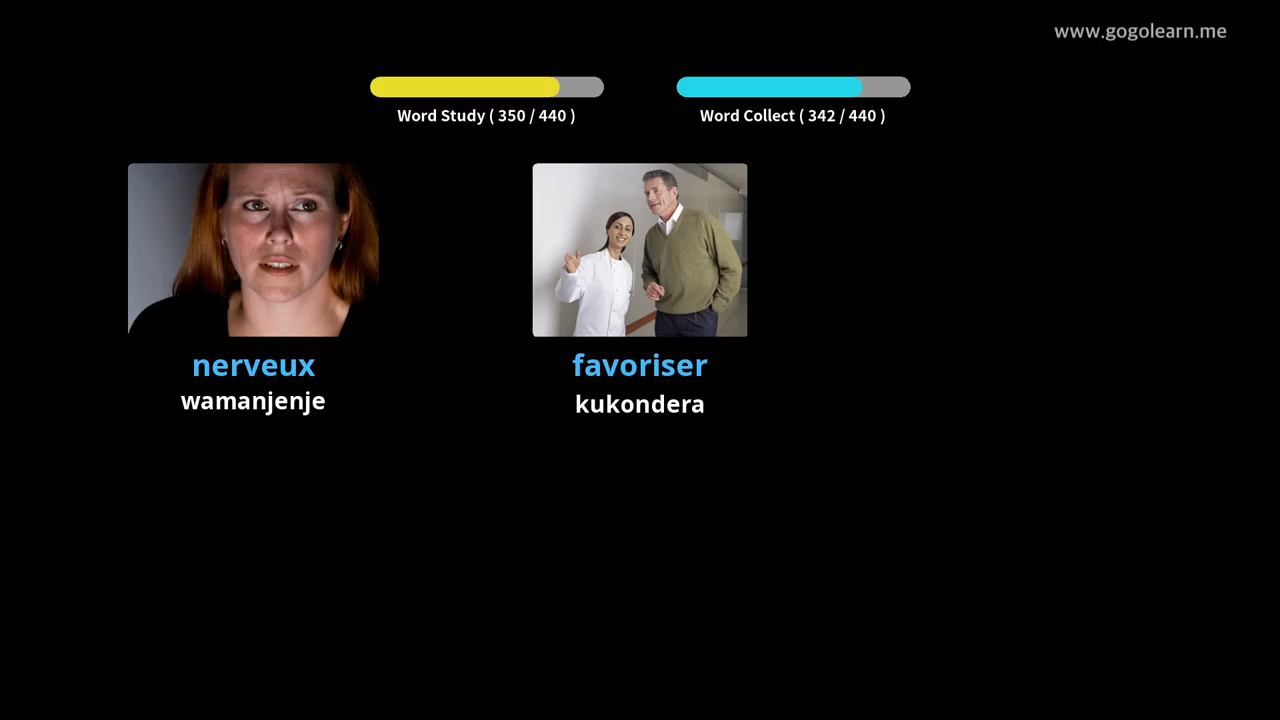 www.gogolearn.me
Word Study ( 350 / 440 )
Word Collect ( 342 / 440 )
nerveux
wamanjenje
favoriser
kukondera